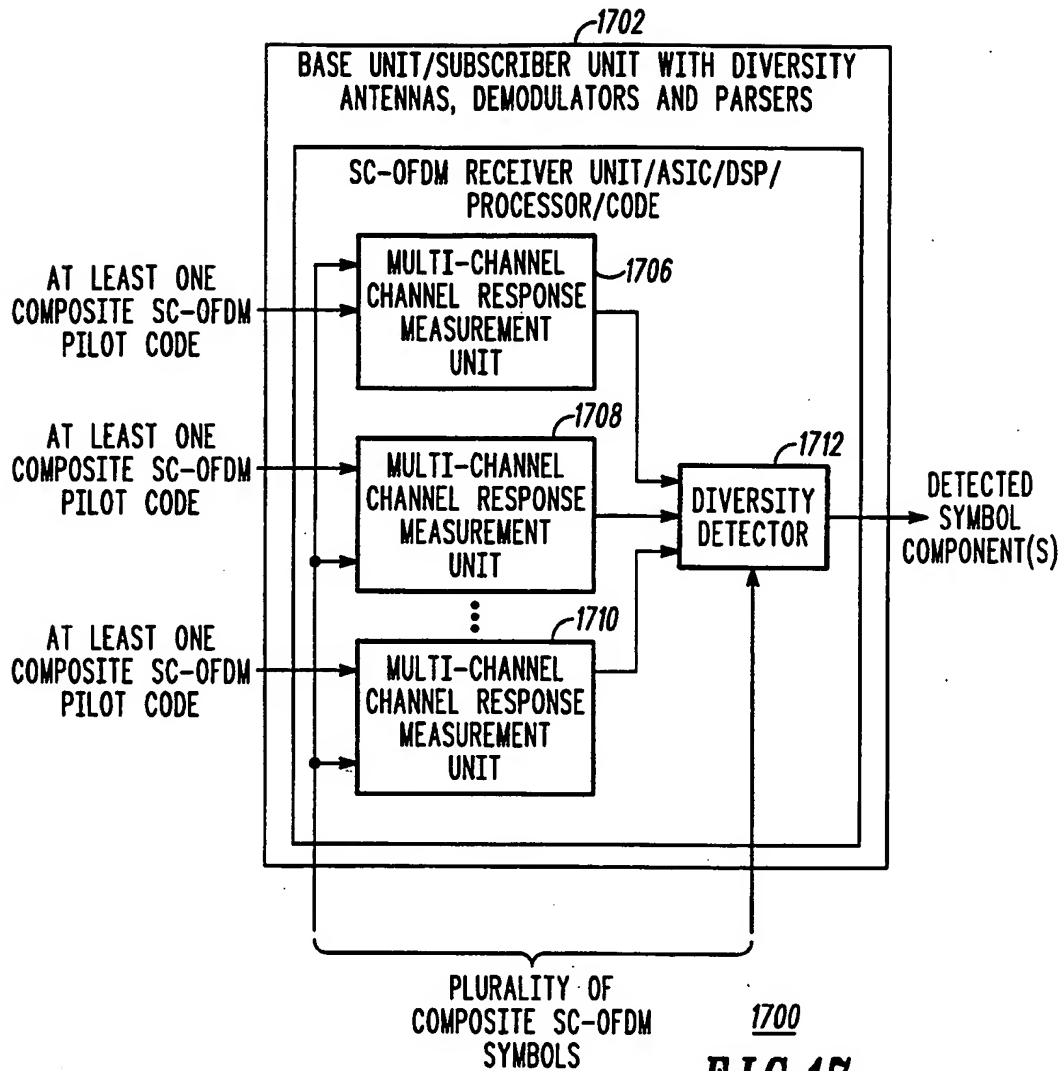 1702
BASE UNIT/SUBSCRIBER UNIT WITH DIVERSITY
ANTENNAS, DEMODULATORS AND PARSERS
SC-OFDM RECEIVER UNIT/ASIC/DSP/
PROCESSOR/CODE
AT LEAST ONE
COMPOSITE SC-OFDM
PILOT CODE
MULTI-CHANNEL
CHANNEL RESPONSE
MEASUREMENT
UNIT
1706
AT LEAST ONE
COMPOSITE SC-OFDM
PILOT CODE
1708
MULTI-CHANNEL
CHANNEL RESPONSE
MEASUREMENT
UNIT
1712
DIVERSITY
DETECTOR
DETECTED
SYMBOL
COMPONENT(S)
AT LEAST ONE
COMPOSITE SC-OFDM
PILOT CODE
1710
MULTI-CHANNEL
CHANNEL RESPONSE
MEASUREMENT
UNIT
PLURALITY OF
COMPOSITE SC-OFDM
SYMBOLS
1700